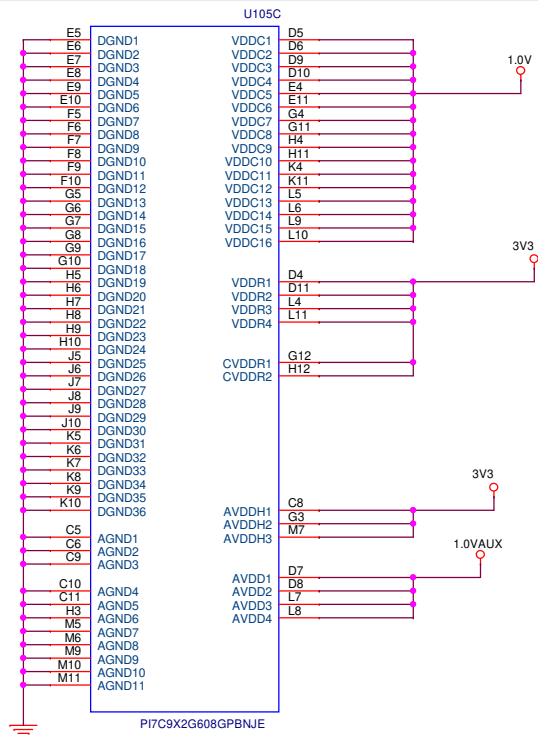 U105C
E5 DGND1 VDDC1 D5
E6 DGND2 VDDC2 D6
E7 DGND3 VDDC3 D9
E8 DGND4 VDDC4 D10
E9 DGND5 VDDC5 E4 1.0V
E10 DGND6 VDDC6 E11
F5 DGND7 VDDC7 G4
F6 DGND8 VDDC8 G11
F7 DGND9 VDDC9 H4
F8 DGND10 VDDC10 H11
F9 DGND11 VDDC11 K4
F10 DGND12 VDDC12 K11
G5 DGND13 VDDC13 L5
G6 DGND14 VDDC14 L6
G7 DGND15 VDDC15 L9
G8 DGND16 VDDC16 L10
G9 DGND17
G10 DGND18 3V3
H5 DGND19 VDDR1 D4
H6 DGND20 VDDR2 D11
H7 DGND21 VDDR3 L4
H8 DGND22 VDDR4 L11
H9 DGND23
H10 DGND24
J5 DGND25 CVDDR1 G12
J6 DGND26 CVDDR2 H12
J7 DGND27
J8 DGND28
J9 DGND29
J10 DGND30
K5 DGND31
K6 DGND32
K7 DGND33
K8 DGND34 3V3
K9 DGND35
K10 DGND36 AVDDH1 C8
AVDDH2 G3
C5 AGND1 AVDDH3 M7
C6 AGND2 1.0VAUX
C9 AGND3
AVDD1 D7
C10 AGND4 AVDD2 D8
C11 AGND5 AVDD3 L7
H3 AGND6 AVDD4 L8
M5 AGND7
M6 AGND8
M9 AGND9
M10 AGND10
M11 AGND11
PI7C9X2G608GPBNJE